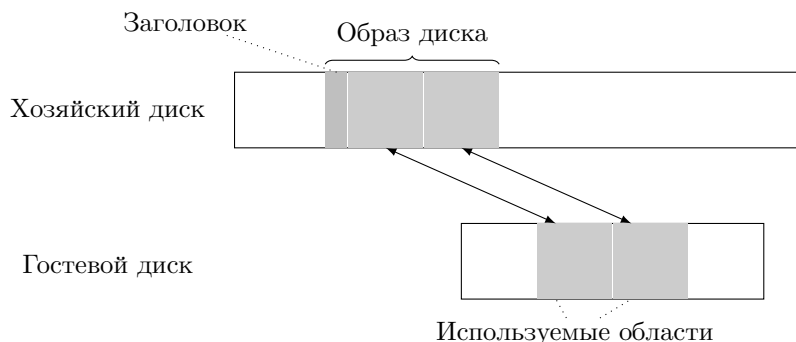 Заголовок
Образ диска
Хозяйский диск
Гостевой диск
Используемые области